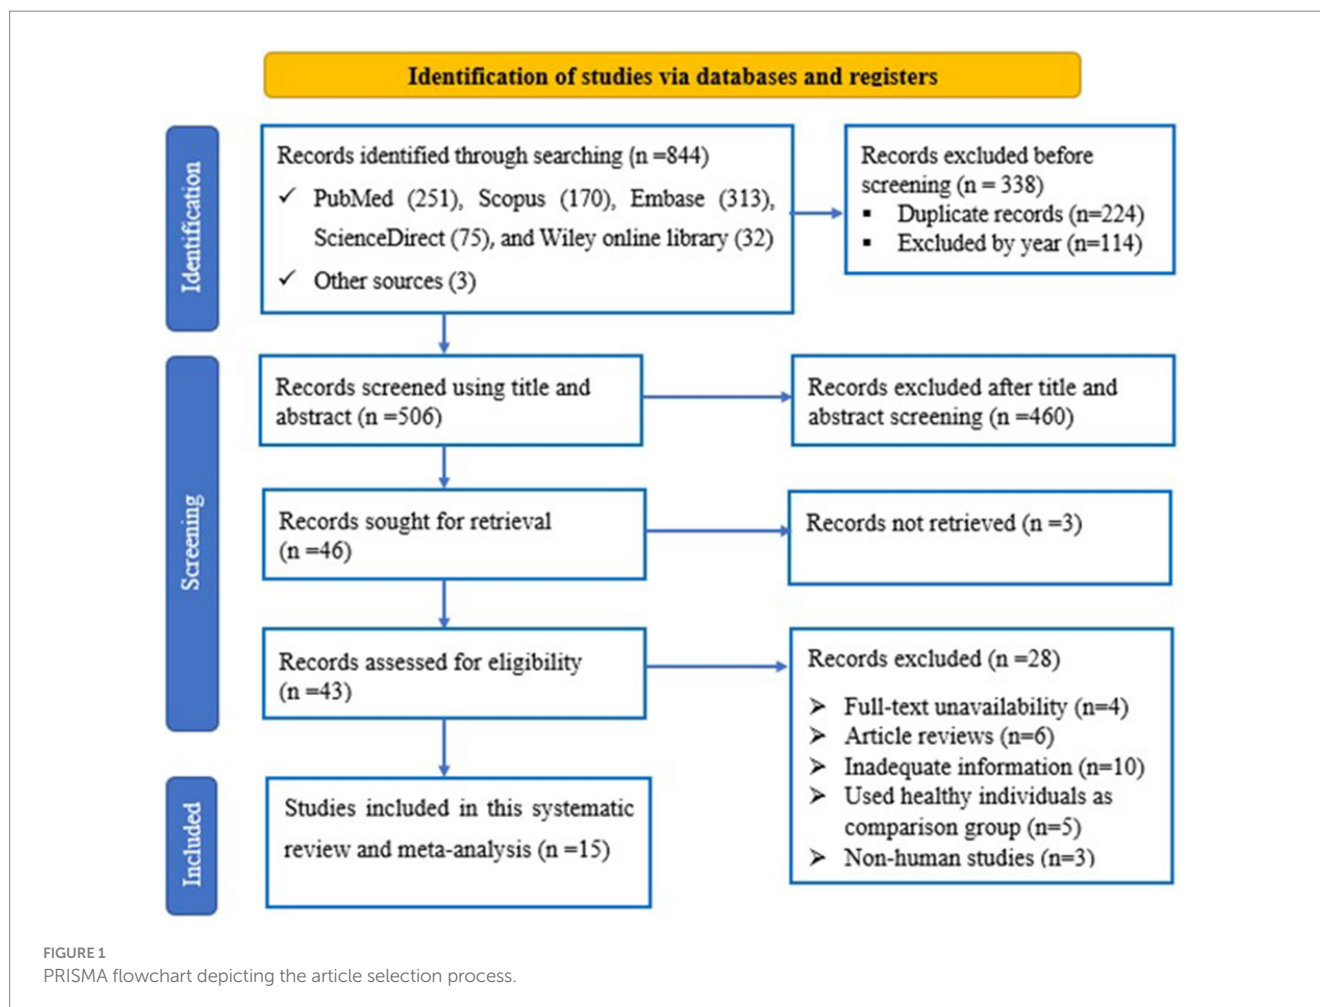 Identification of studies via databases and registers
Identification
Records identified through searching (n =844)
✓ PubMed (251), Scopus (170), Embase (313),
ScienceDirect (75), and Wiley online library (32)
✓ Other sources (3)
Records excluded before
screening (n = 338)
▪ Duplicate records (n=224)
▪ Excluded by year (n=114)
Screening
Records screened using title and
abstract (n =506)
Records excluded after title and
abstract screening (n =460)
Records sought for retrieval
(n =46)
Records not retrieved (n =3)
Records assessed for eligibility
(n =43)
Records excluded (n =28)
➢ Full-text unavailability (n=4)
➢ Article reviews (n=6)
➢ Inadequate information (n=10)
➢ Used healthy individuals as
comparison group (n=5)
➢ Non-human studies (n=3)
Included
Studies included in this systematic
review and meta-analysis (n =15)
FIGURE 1
PRISMA flowchart depicting the article selection process.